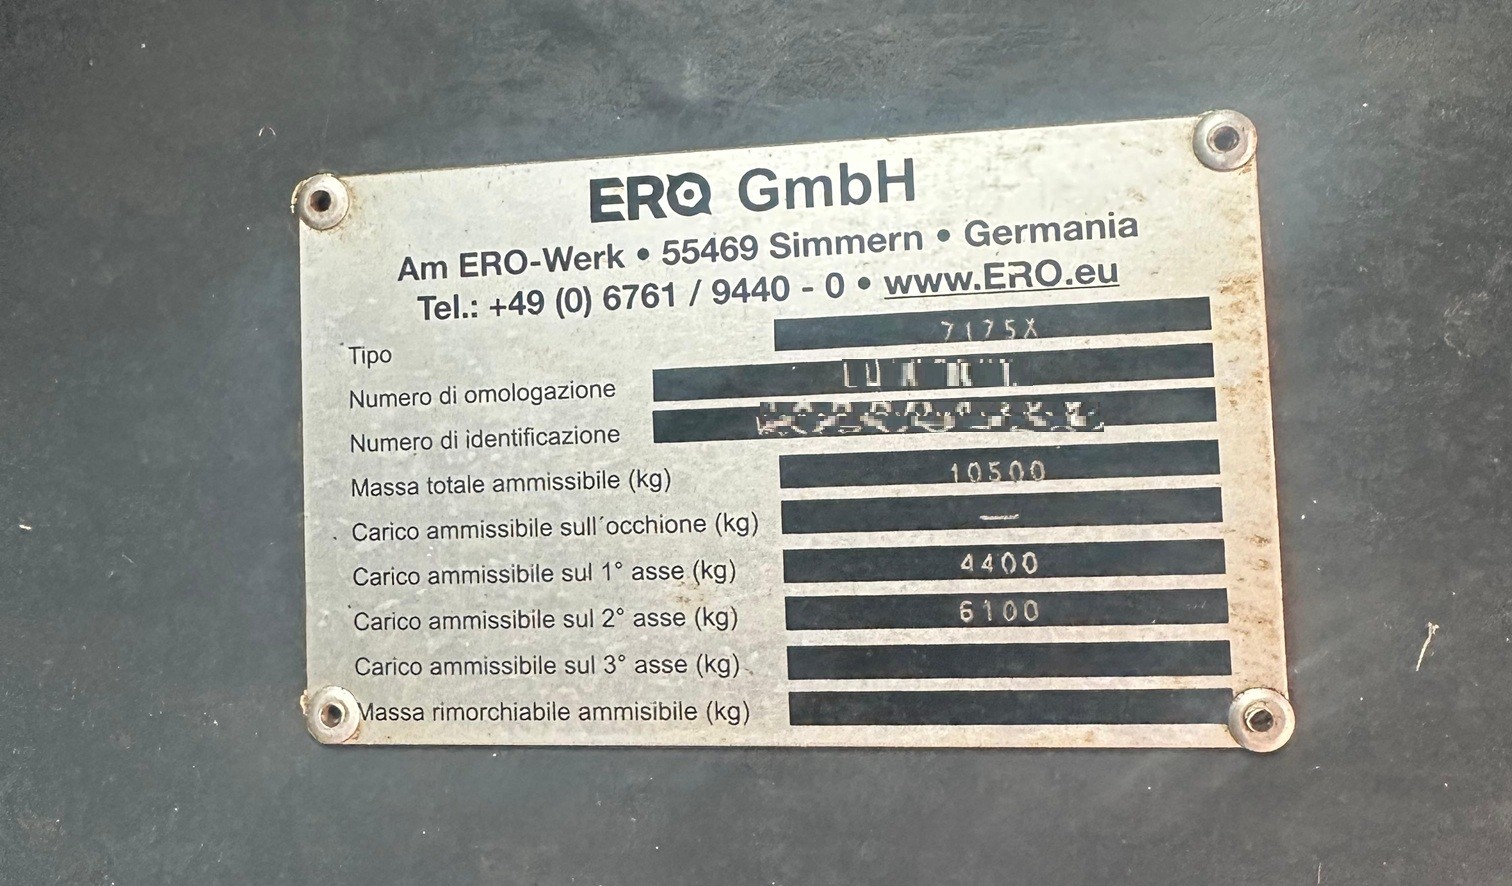 ERO GmbH
Am ERO-Werk • 55469 Simmern • Germania
Tel.: +49 (0) 6761 / 9440 - 0 • www.ERO.eu
Tipo 7175X
Numero di omologazione
Numero di identificazione
Massa totale ammissibile (kg) 10500
Carico ammissibile sull´occhione (kg) —
Carico ammissibile sul 1° asse (kg) 4400
Carico ammissibile sul 2° asse (kg) 6100
Carico ammissibile sul 3° asse (kg)
Massa rimorchiabile ammisibile (kg)